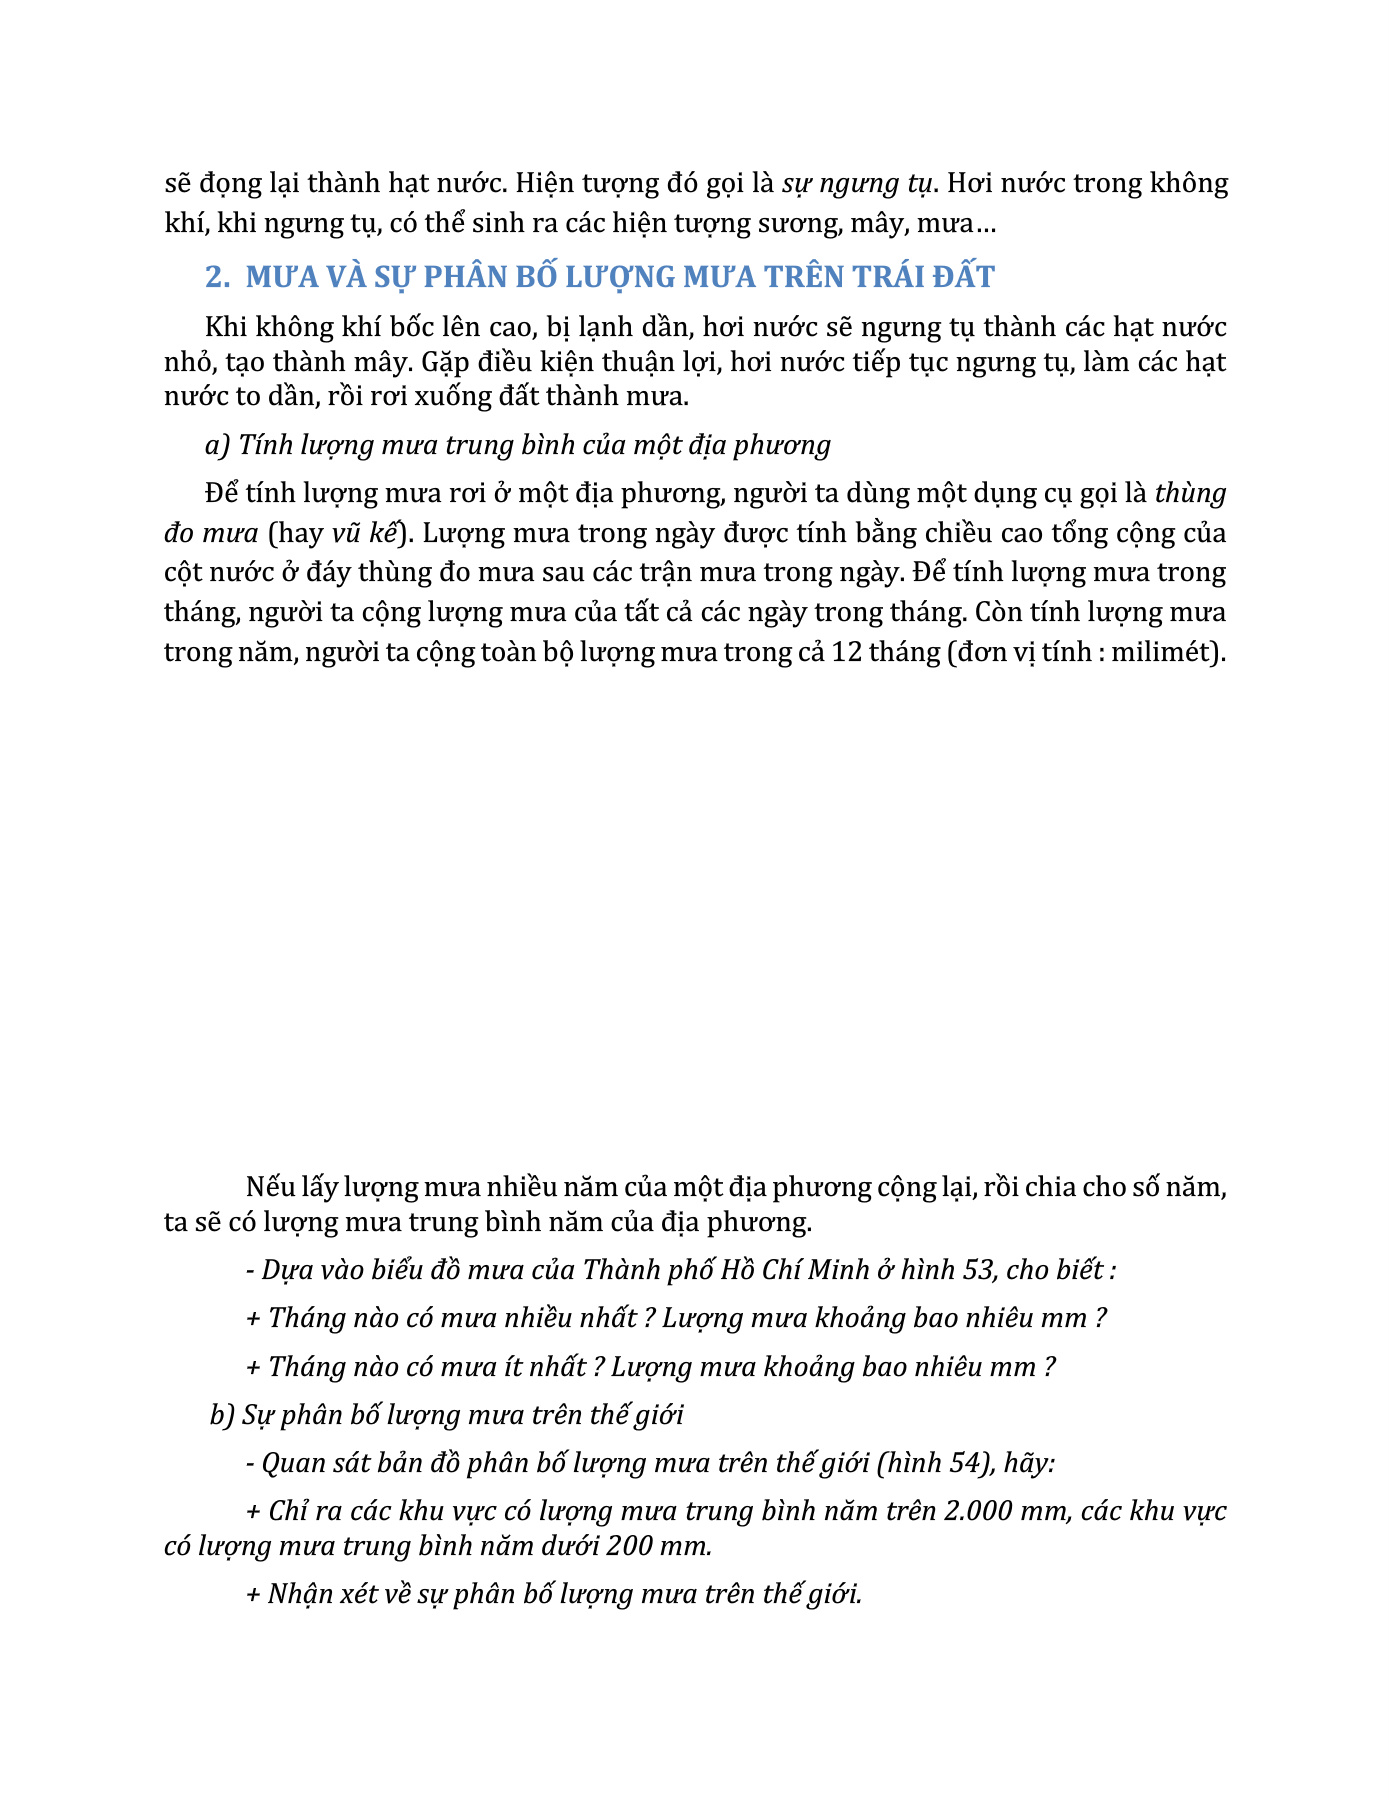 sẽ đọng lại thành hạt nước. Hiện tượng đó gọi là sự ngưng tụ. Hơi nước trong không
khí, khi ngưng tụ, có thể sinh ra các hiện tượng sương, mây, mưa…
2. MƯA VÀ SỰ PHÂN BỐ LƯỢNG MƯA TRÊN TRÁI ĐẤT
Khi không khí bốc lên cao, bị lạnh dần, hơi nước sẽ ngưng tụ thành các hạt nước
nhỏ, tạo thành mây. Gặp điều kiện thuận lợi, hơi nước tiếp tục ngưng tụ, làm các hạt
nước to dần, rồi rơi xuống đất thành mưa.
a) Tính lượng mưa trung bình của một địa phương
Để tính lượng mưa rơi ở một địa phương, người ta dùng một dụng cụ gọi là thùng
đo mưa (hay vũ kế). Lượng mưa trong ngày được tính bằng chiều cao tổng cộng của
cột nước ở đáy thùng đo mưa sau các trận mưa trong ngày. Để tính lượng mưa trong
tháng, người ta cộng lượng mưa của tất cả các ngày trong tháng. Còn tính lượng mưa
trong năm, người ta cộng toàn bộ lượng mưa trong cả 12 tháng (đơn vị tính : milimét).
Nếu lấy lượng mưa nhiều năm của một địa phương cộng lại, rồi chia cho số năm,
ta sẽ có lượng mưa trung bình năm của địa phương.
- Dựa vào biểu đồ mưa của Thành phố Hồ Chí Minh ở hình 53, cho biết :
+ Tháng nào có mưa nhiều nhất ? Lượng mưa khoảng bao nhiêu mm ?
+ Tháng nào có mưa ít nhất ? Lượng mưa khoảng bao nhiêu mm ?
b) Sự phân bố lượng mưa trên thế giới
- Quan sát bản đồ phân bố lượng mưa trên thế giới (hình 54), hãy:
+ Chỉ ra các khu vực có lượng mưa trung bình năm trên 2.000 mm, các khu vực
có lượng mưa trung bình năm dưới 200 mm.
+ Nhận xét về sự phân bố lượng mưa trên thế giới.